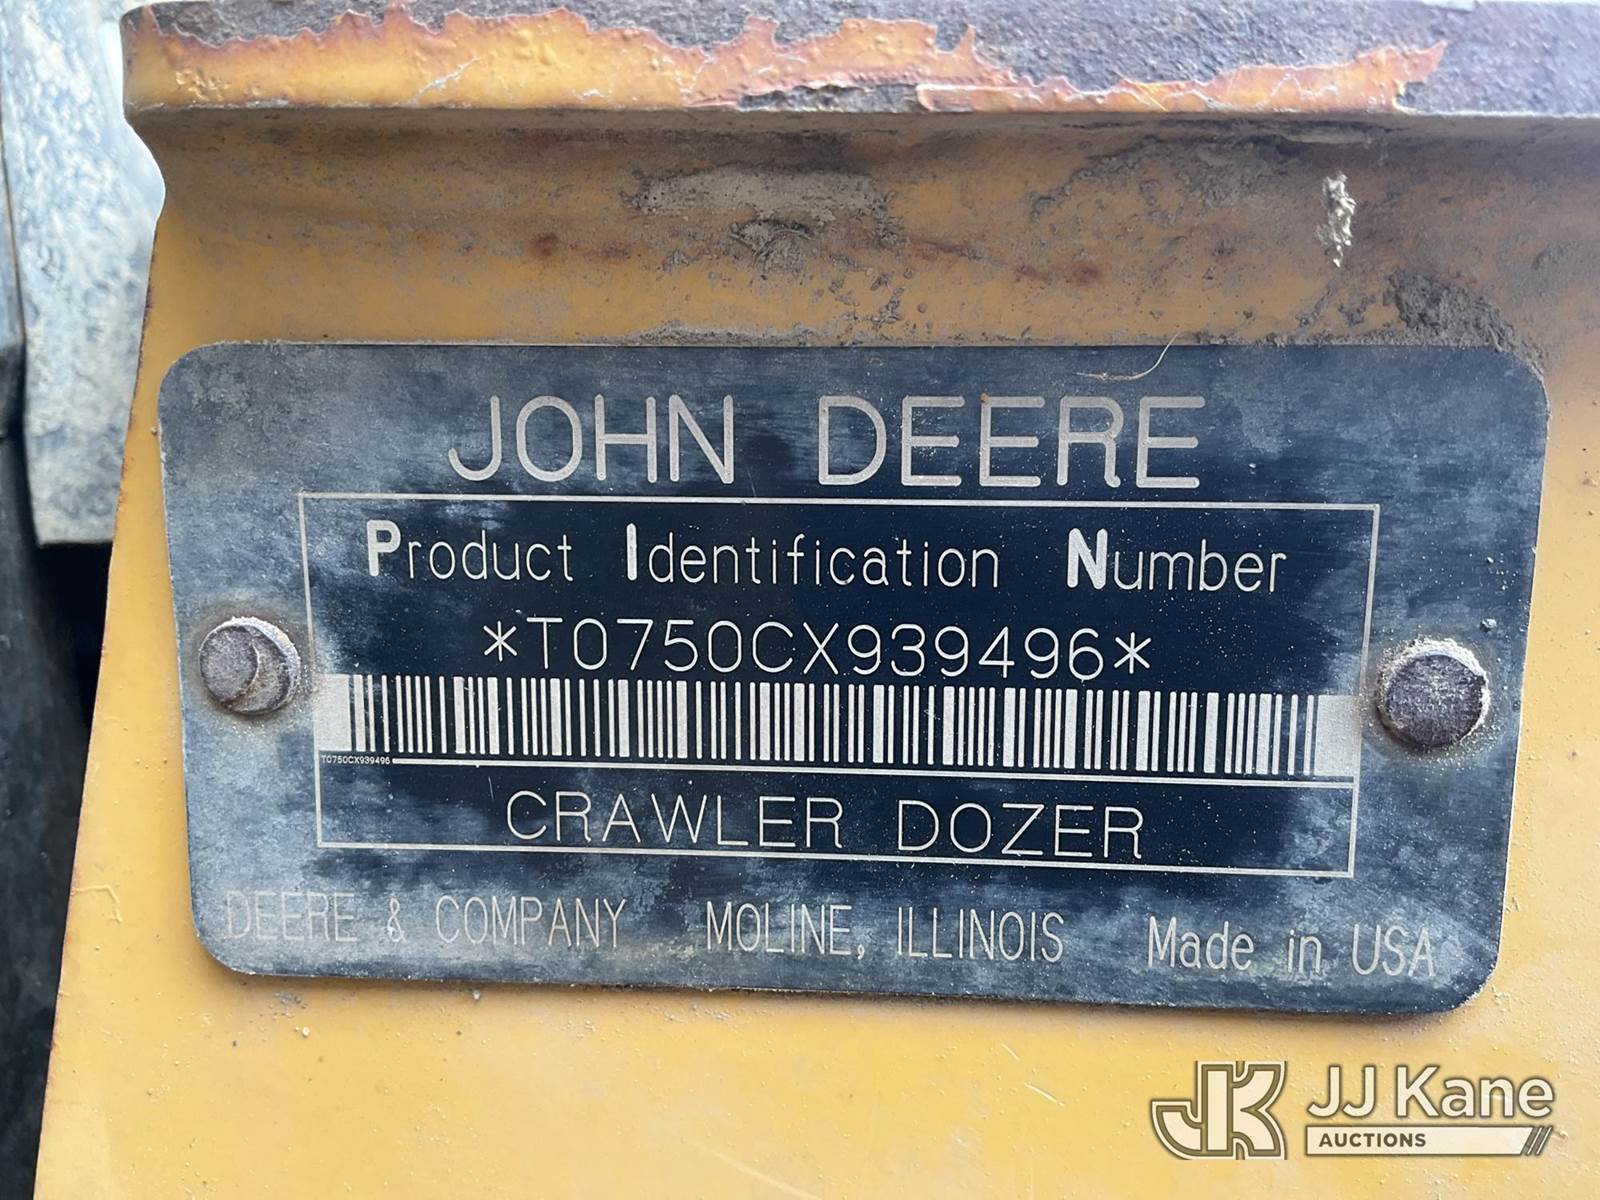 JOHN DEERE
Product Identification Number
*T0750CX939496*
T0750CX939496
CRAWLER DOZER
DEERE & COMPANY MOLINE, ILLINOIS Made in USA
JK JJ Kane
AUCTIONS